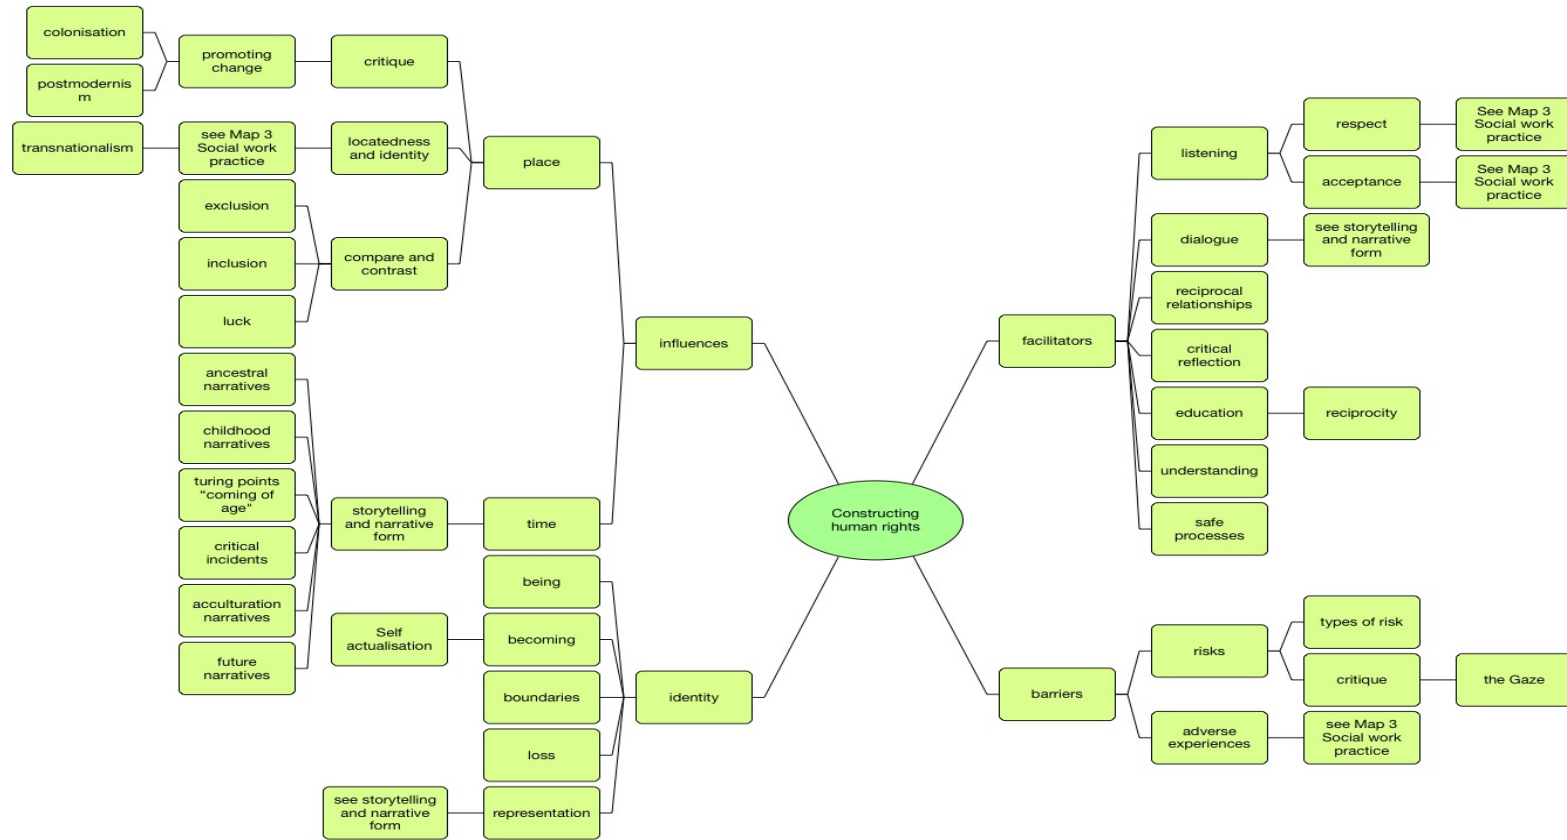 colonisation
postmodernis
m
promoting
change
critique
transnationalism
see Map 3
Social work
practice
locatedness
and identity
place
exclusion
inclusion
luck
compare and
contrast
influences
ancestral
narratives
childhood
narratives
turing points
“coming of
age”
critical
incidents
acculturation
narratives
future
narratives
storytelling
and narrative
form
time
being
Self
actualisation
becoming
boundaries
loss
see storytelling
and narrative
form
representation
identity
Constructing
human rights
facilitators
listening
respect
See Map 3
Social work
practice
acceptance
See Map 3
Social work
practice
dialogue
see storytelling
and narrative
form
reciprocal
relationships
critical
reflection
education
reciprocity
understanding
safe
processes
barriers
risks
types of risk
critique
the Gaze
adverse
experiences
see Map 3
Social work
practice